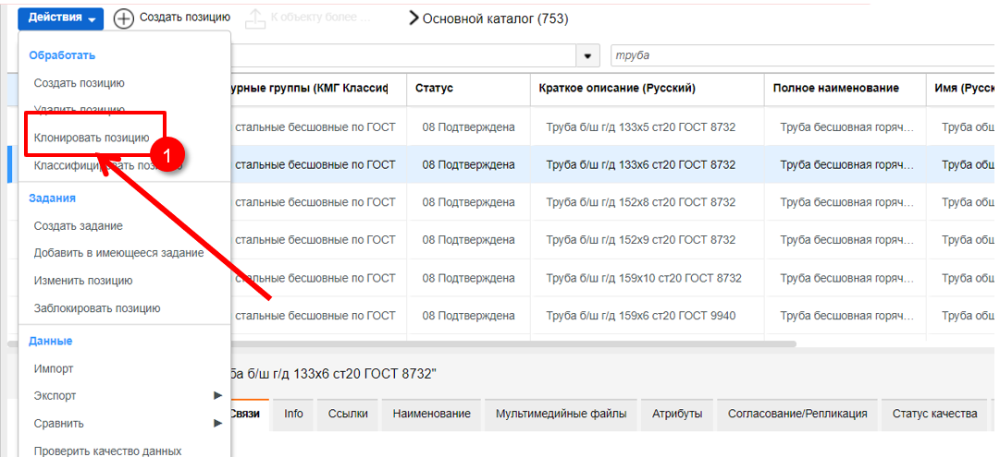 Действия
Создать позицию
К объекту более ...
Основной каталог (753)
Обработать
труба
Создать позицию
урные группы (КМГ Классиф
Статус
Краткое описание (Русский)
Полное наименование
Имя (Русск
Удалить позицию
стальные бесшовные по ГОСТ
08 Подтверждена
Труба б/ш г/д 133х5 ст20 ГОСТ 8732
Труба бесшовная горяч…
Труба общ
Клонировать позицию
1
Классифицировать позицию
стальные бесшовные по ГОСТ
08 Подтверждена
Труба б/ш г/д 133х6 ст20 ГОСТ 8732
Труба бесшовная горяч…
Труба общ
Задания
стальные бесшовные по ГОСТ
08 Подтверждена
Труба б/ш г/д 152х8 ст20 ГОСТ 8732
Труба бесшовная горяч…
Труба общ
Создать задание
стальные бесшовные по ГОСТ
08 Подтверждена
Труба б/ш г/д 152х9 ст20 ГОСТ 8732
Труба бесшовная горяч…
Труба общ
Добавить в имеющееся задание
Изменить позицию
стальные бесшовные по ГОСТ
08 Подтверждена
Труба б/ш г/д 159х10 ст20 ГОСТ 8732
Труба бесшовная горяч…
Труба общ
Заблокировать позицию
стальные бесшовные по ГОСТ
08 Подтверждена
Труба б/ш г/д 159х6 ст20 ГОСТ 9940
Труба бесшовная горяч…
Труба общ
Данные
Импорт
ба б/ш г/д 133х6 ст20 ГОСТ 8732"
Экспорт
Сравнить
Связи
Info
Ссылки
Наименование
Мультимедийные файлы
Атрибуты
Согласование/Репликация
Статус качества
Проверить качество данных